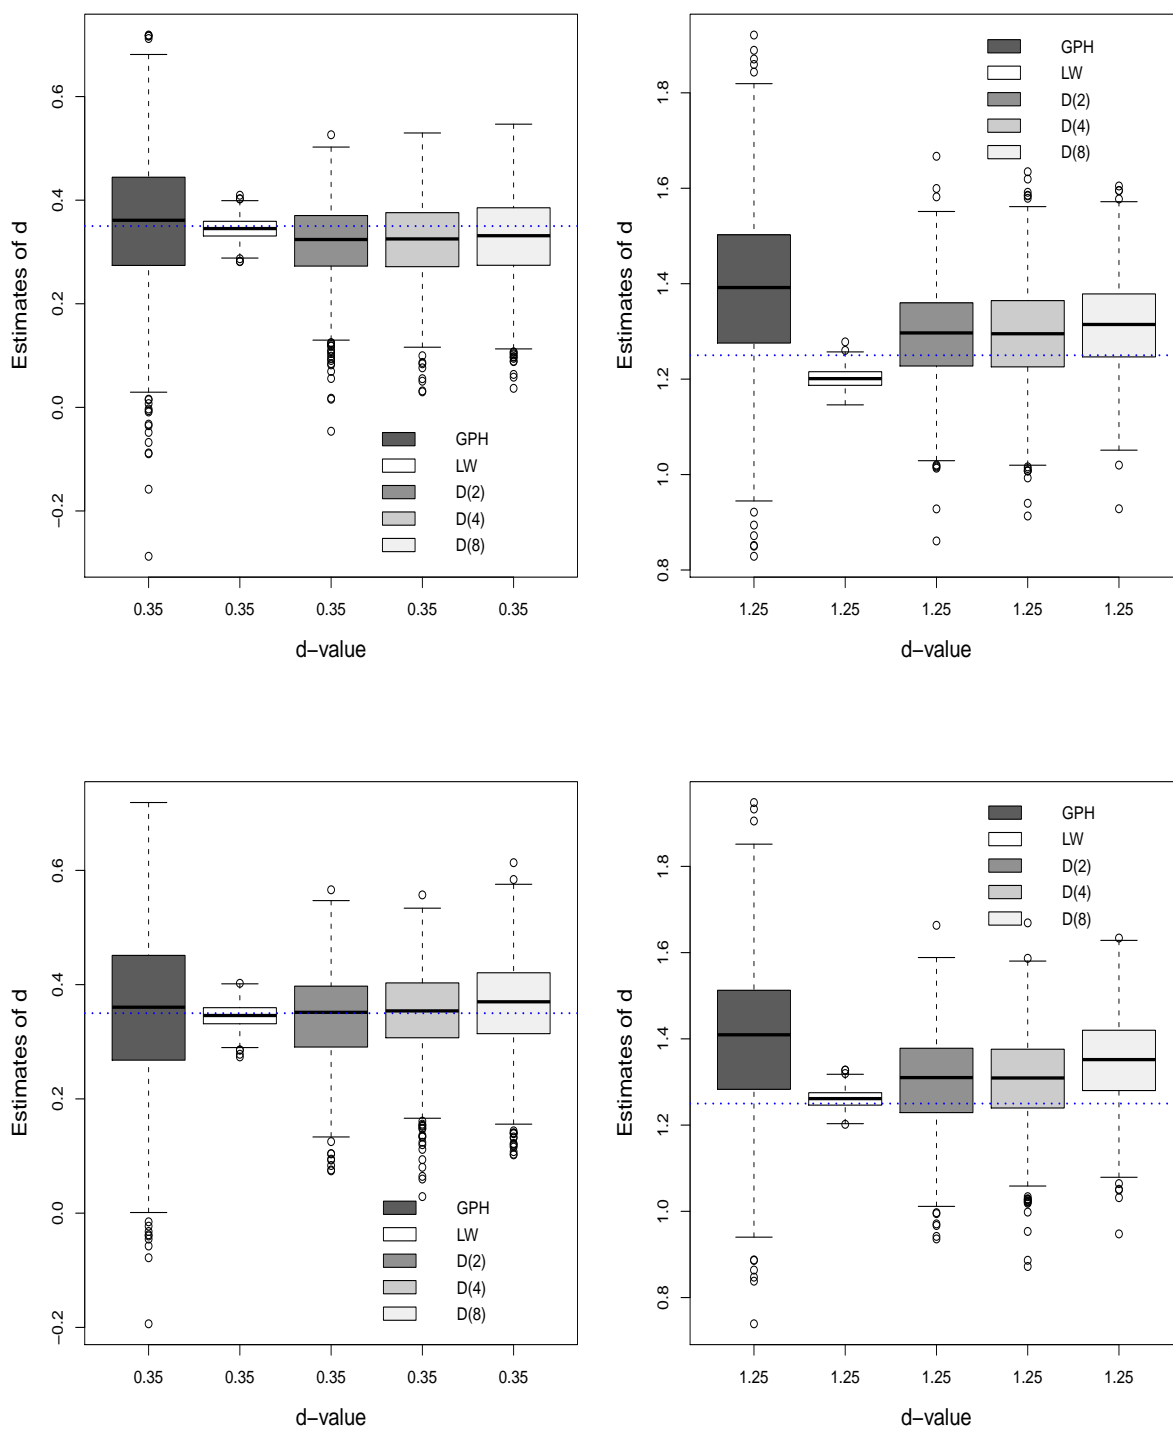 Estimates of d
0.6
0.4
0.2
0.0
−0.2
GPH
LW
D(2)
D(4)
D(8)
0.35 0.35 0.35 0.35 0.35
d−value
Estimates of d
1.8
1.6
1.4
1.2
1.0
0.8
GPH
LW
D(2)
D(4)
D(8)
1.25 1.25 1.25 1.25 1.25
d−value
Estimates of d
0.6
0.4
0.2
0.0
−0.2
GPH
LW
D(2)
D(4)
D(8)
0.35 0.35 0.35 0.35 0.35
d−value
Estimates of d
1.8
1.6
1.4
1.2
1.0
0.8
GPH
LW
D(2)
D(4)
D(8)
1.25 1.25 1.25 1.25 1.25
d−value